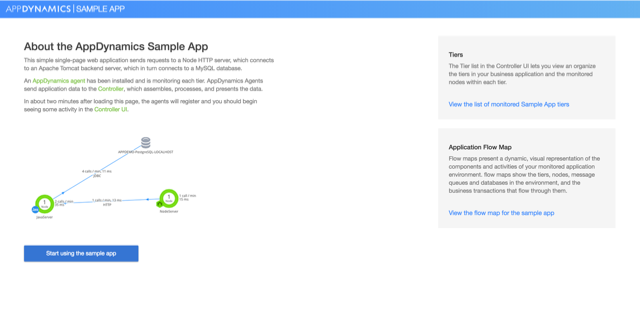 APPDYNAMICS | SAMPLE APP
About the AppDynamics Sample App
This simple single-page web application sends requests to a Node HTTP server, which connects
to an Apache Tomcat backend server, which in turn connects to a MySQL database.
An AppDynamics agent has been installed and is monitoring each tier. AppDynamics Agents
send application data to the Controller, which assembles, processes, and presents the data.
In about two minutes after loading this page, the agents will register and you should begin
seeing some activity in the Controller UI.
JavaServer
NodeServer
HTTP
Start using the sample app
Tiers
The Tier list in the Controller UI lets you view an organize
the tiers in your business application and the monitored
nodes within each tier.
View the list of monitored Sample App tiers
Application Flow Map
Flow maps present a dynamic, visual representation of the
components and activities of your monitored application
environment. flow maps show the tiers, nodes, message
queues and databases in the environment, and the
business transactions that flow through them.
View the flow map for the sample app